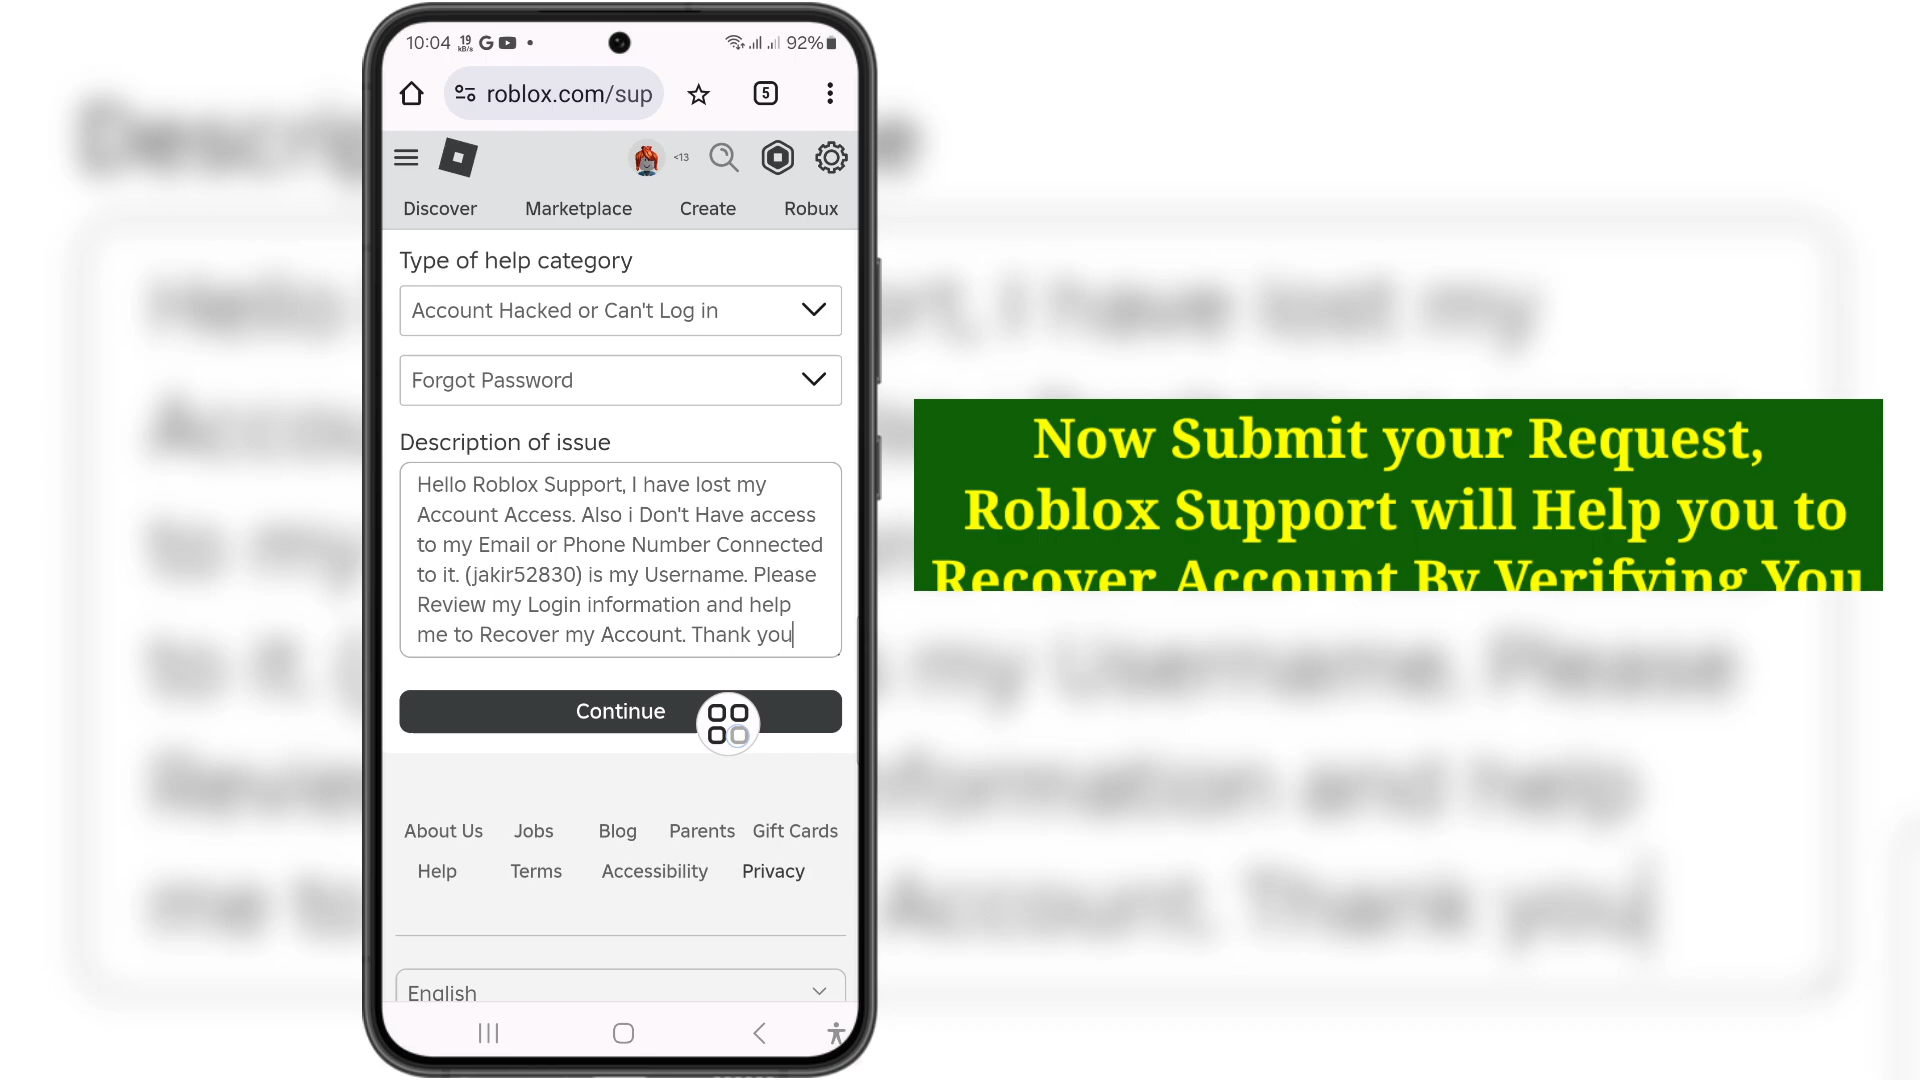 10:04 19 kB/s G 92%
roblox.com/sup 5
<13
Discover Marketplace Create Robux
Type of help category
Account Hacked or Can't Log in
Forgot Password
Description of issue
Hello Roblox Support, I have lost my
Account Access. Also i Don't Have access
to my Email or Phone Number Connected
to it. (jakir52830) is my Username. Please
Review my Login information and help
me to Recover my Account. Thank you
Continue
About Us Jobs Blog Parents Gift Cards
Help Terms Accessibility Privacy
English
Now Submit your Request,
Roblox Support will Help you to
Recover Account By Verifying You